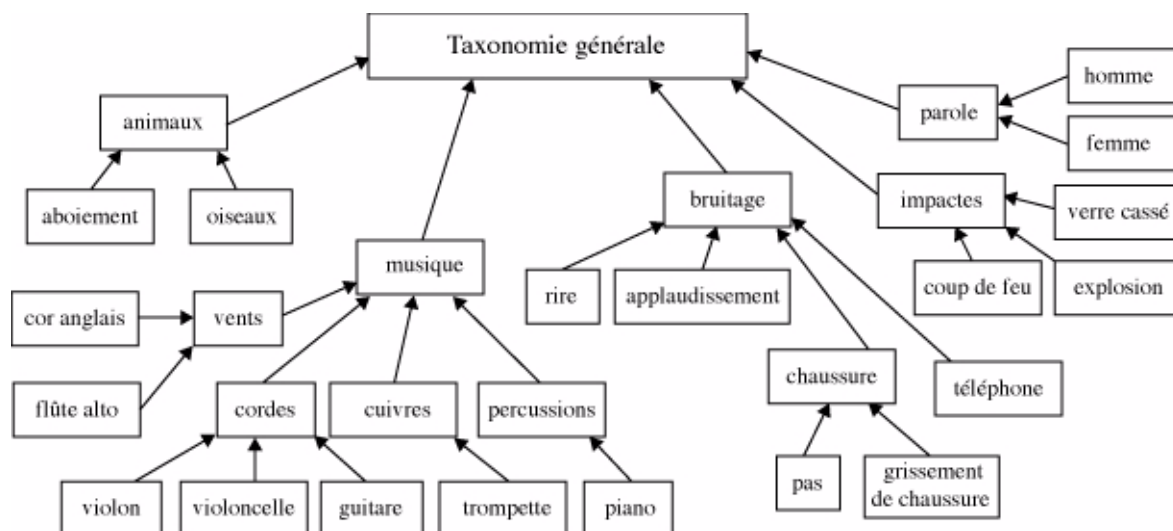 Taxonomie générale
homme
animaux
parole
femme
aboiement
oiseaux
bruitage
impactes
verre cassé
musique
rire
applaudissement
coup de feu
explosion
cor anglais
vents
chaussure
téléphone
flûte alto
cordes
cuivres
percussions
pas
grissement
de chaussure
violon
violoncelle
guitare
trompette
piano